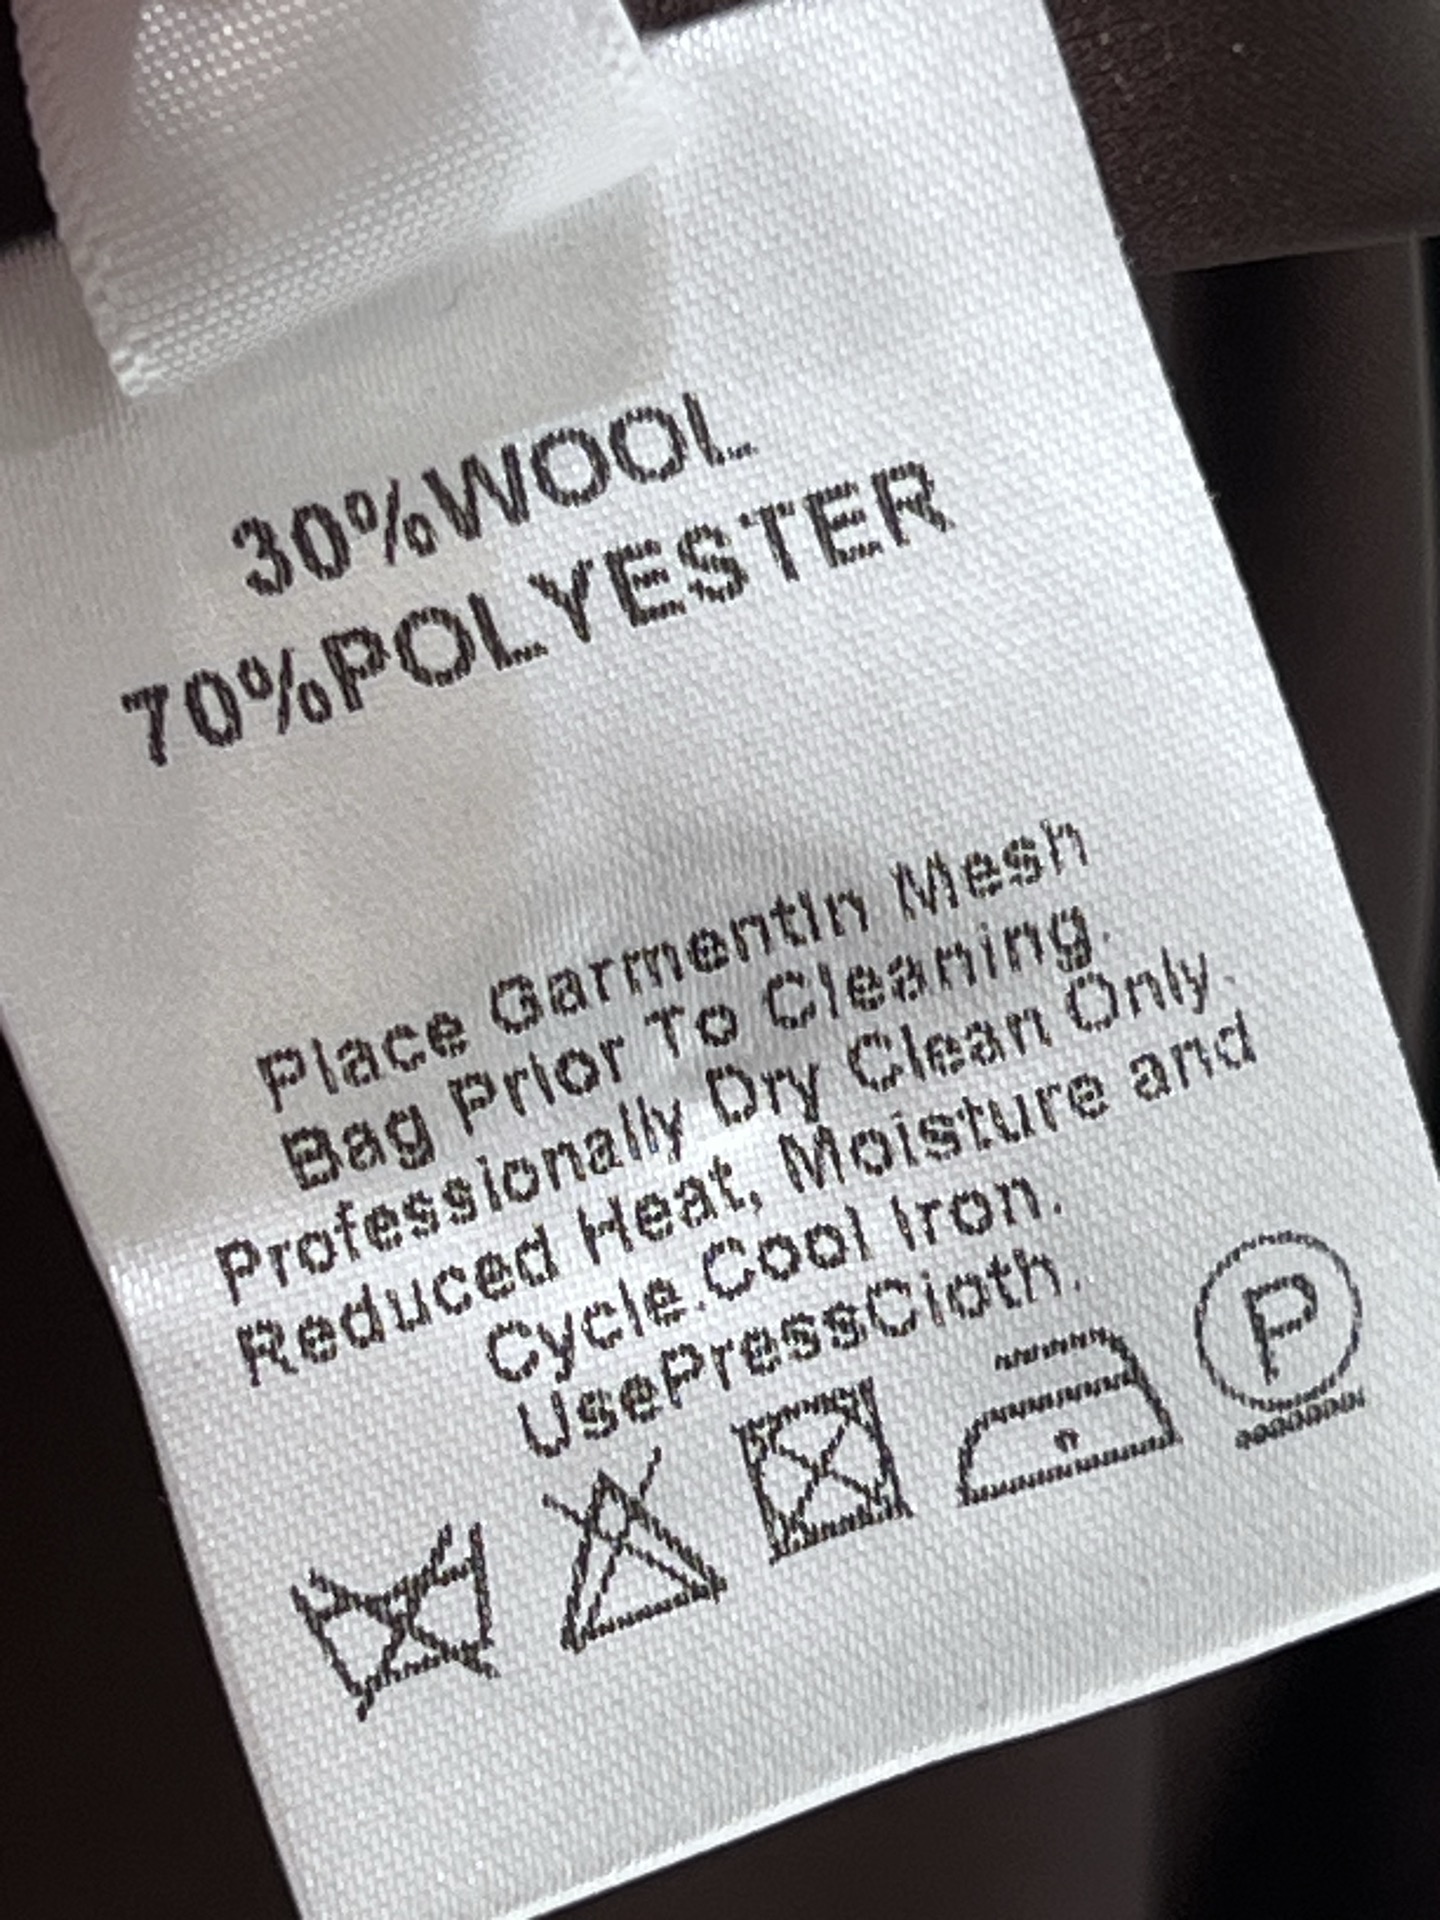 30%WOOL
70%POLYESTER
Place GarmentIn Mesh
Bag Prior To Cleaning.
Professionally Dry Clean Only.
Reduced Heat, Moisture and
Cycle.Cool Iron.
UsePressCloth.
P